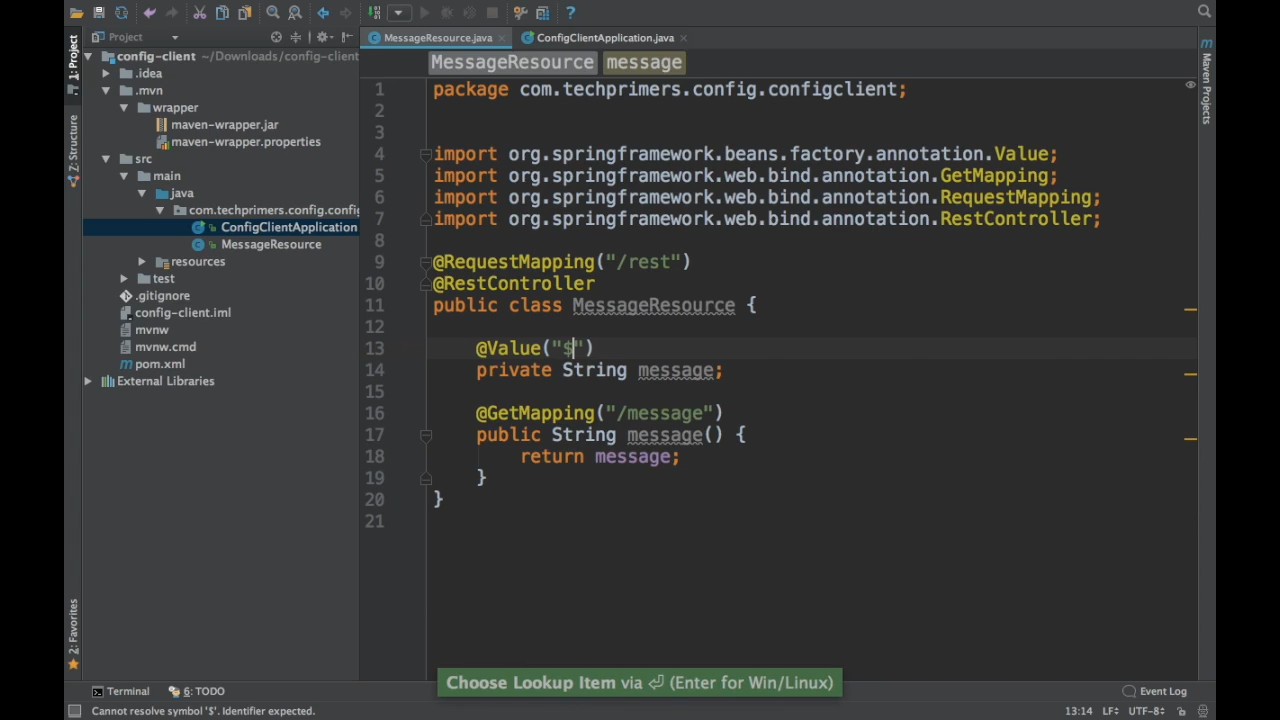 Project
MessageResource.java
ConfigClientApplication.java
1: Project
Z: Structure
2: Favorites
Maven Projects
config-client ~/Downloads/config-client
.idea
.mvn
wrapper
maven-wrapper.jar
maven-wrapper.properties
src
main
java
com.techprimers.config.config
ConfigClientApplication
MessageResource
resources
test
.gitignore
config-client.iml
mvnw
mvnw.cmd
pom.xml
External Libraries
MessageResource message
1 package com.techprimers.config.configclient;
2
3
4 import org.springframework.beans.factory.annotation.Value;
5 import org.springframework.web.bind.annotation.GetMapping;
6 import org.springframework.web.bind.annotation.RequestMapping;
7 import org.springframework.web.bind.annotation.RestController;
8
9 @RequestMapping("/rest")
10 @RestController
11 public class MessageResource {
12
13 @Value("$")
14 private String message;
15
16 @GetMapping("/message")
17 public String message() {
18 return message;
19 }
20 }
21
Choose Lookup Item via ⏎ (Enter for Win/Linux)
Terminal
6: TODO
Event Log
Cannot resolve symbol '$'. Identifier expected.
13:14 LF÷ UTF-8÷